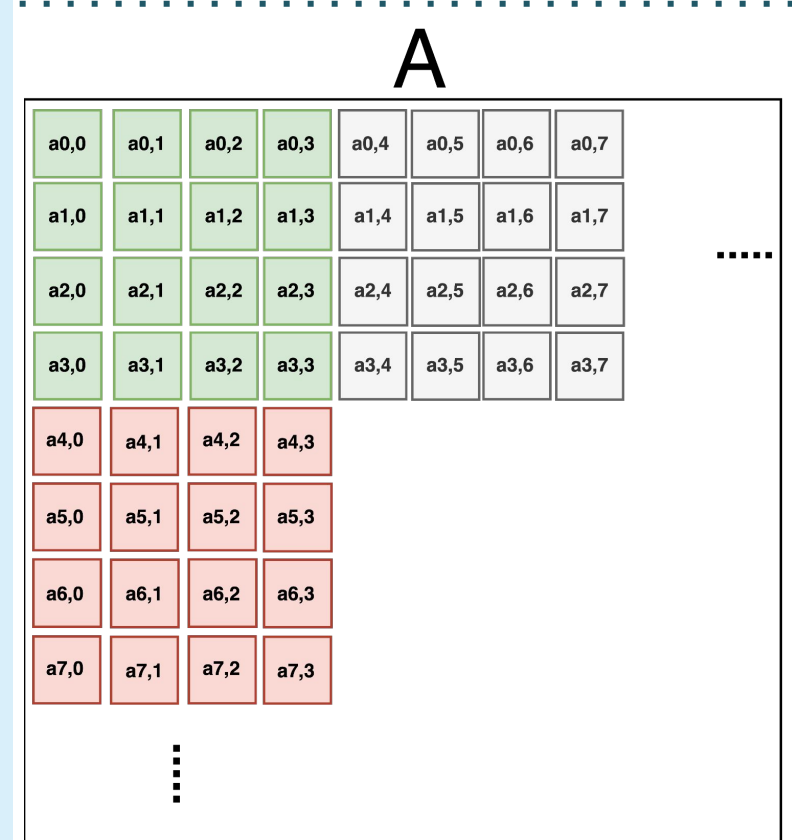 A
a0,0 a0,1 a0,2 a0,3 a0,4 a0,5 a0,6 a0,7
a1,0 a1,1 a1,2 a1,3 a1,4 a1,5 a1,6 a1,7
a2,0 a2,1 a2,2 a2,3 a2,4 a2,5 a2,6 a2,7
a3,0 a3,1 a3,2 a3,3 a3,4 a3,5 a3,6 a3,7
a4,0 a4,1 a4,2 a4,3
a5,0 a5,1 a5,2 a5,3
a6,0 a6,1 a6,2 a6,3
a7,0 a7,1 a7,2 a7,3